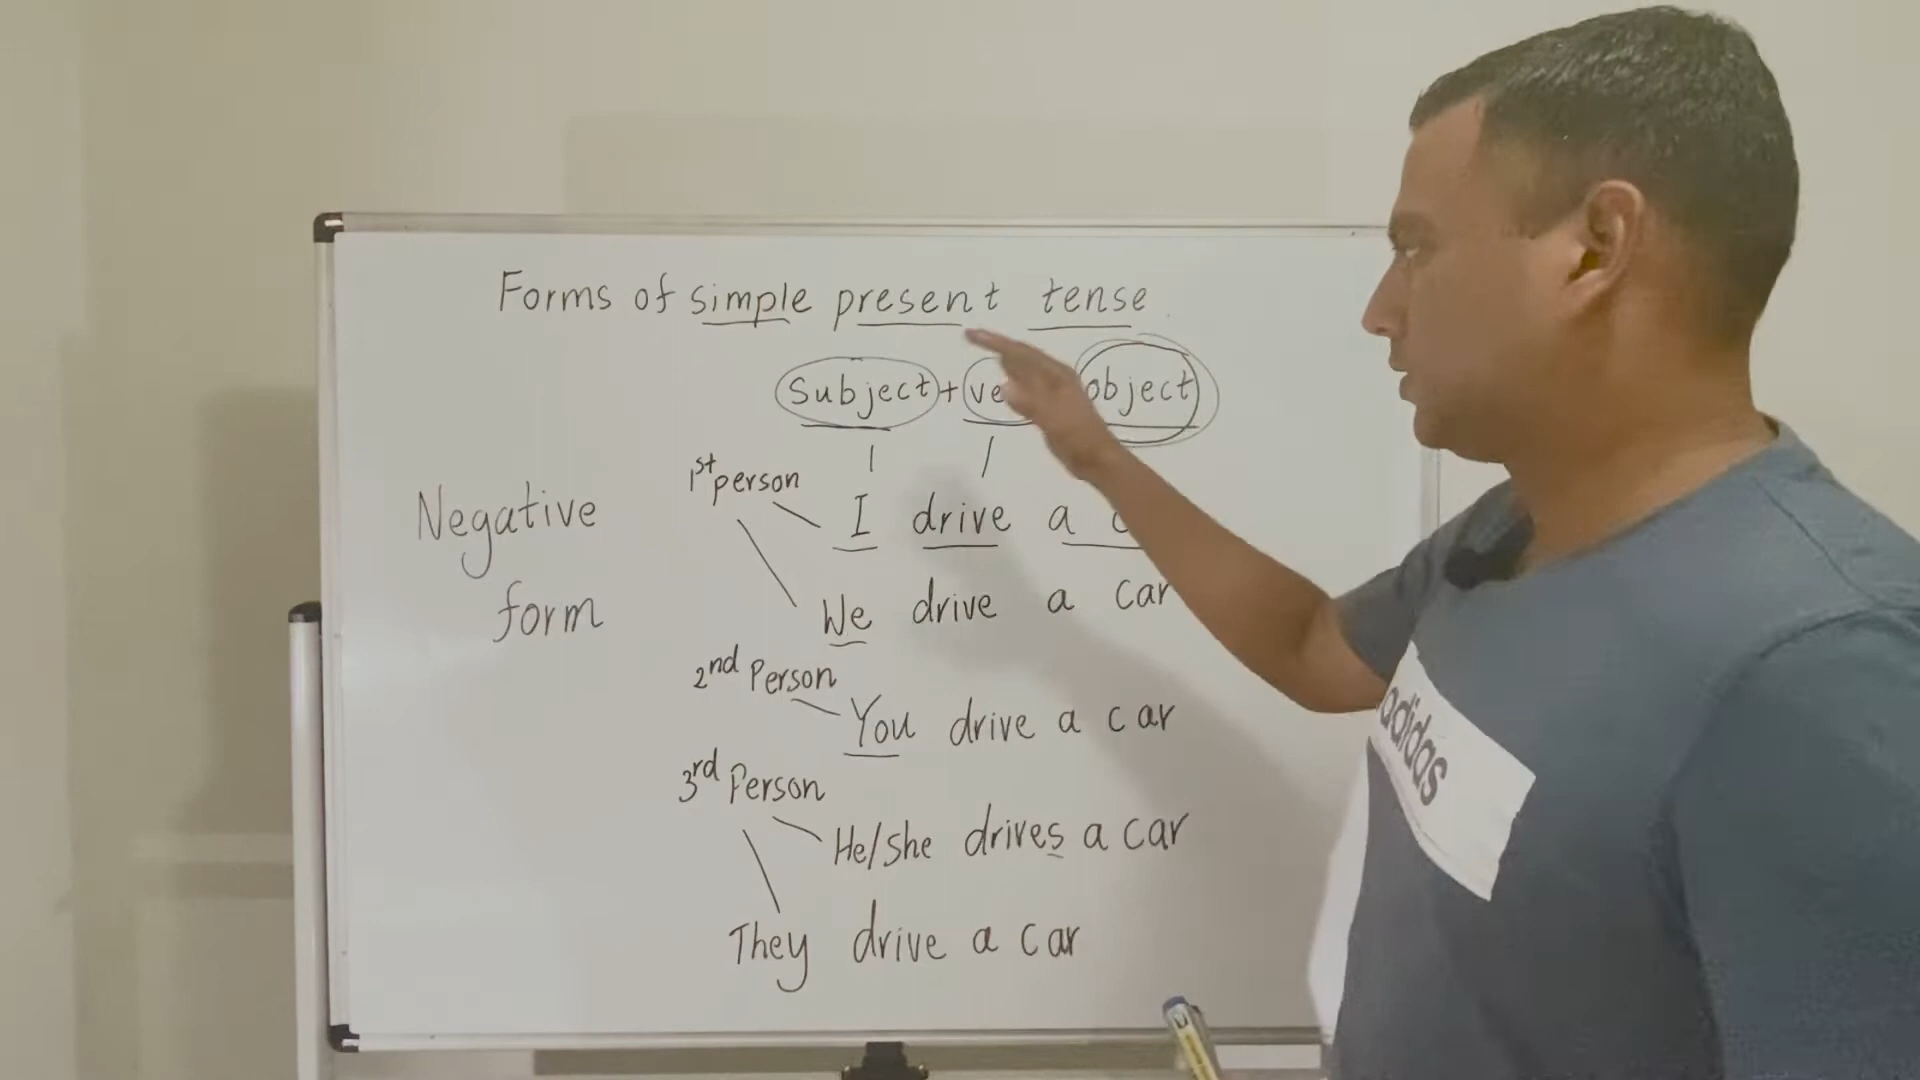 Forms of simple present tense
Subject + object
1st person
I drive a
We drive a car
Negative
form
2nd Person
You drive a car
3rd Person
He/She drives a car
They drive a car
adidas